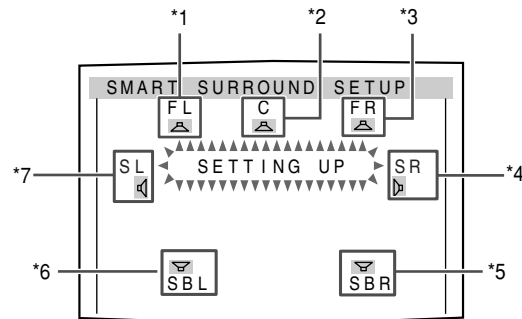 *1 *2 *3
SMART SURROUND SETUP
FL C FR
SL SETTING UP SR
*7 *4
*6 SBL SBR *5